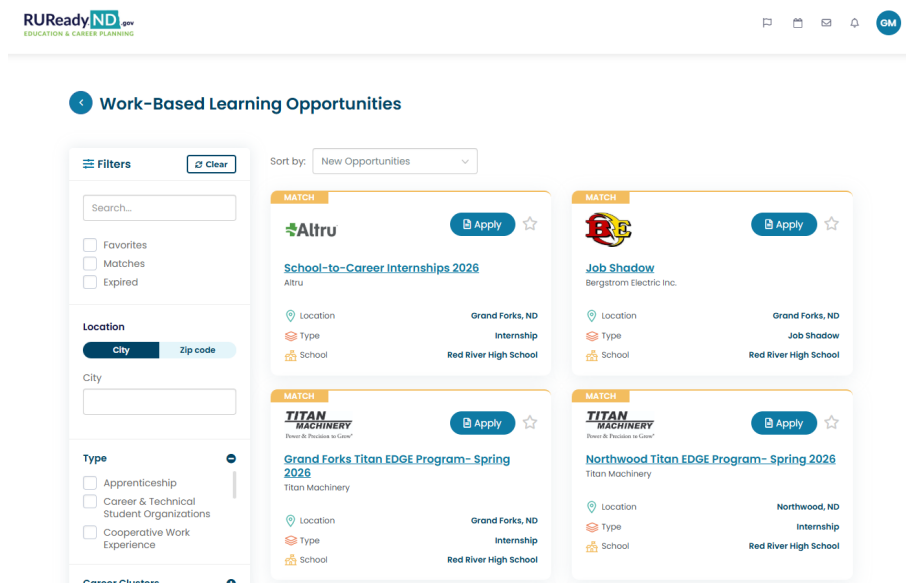 RUReady ND .gov
EDUCATION & CAREER PLANNING
GM
Work-Based Learning Opportunities
Filters
Clear
Search...
Favorites
Matches
Expired
Location
City
Zip code
City
Type
Apprenticeship
Career & Technical
Student Organizations
Cooperative Work
Experience
Career Clusters
Sort by:
New Opportunities
MATCH
Altru
Apply
School-to-Career Internships 2026
Altru
Location
Grand Forks, ND
Type
Internship
School
Red River High School
MATCH
BE
Apply
Job Shadow
Bergstrom Electric Inc.
Location
Grand Forks, ND
Type
Job Shadow
School
Red River High School
MATCH
TITAN
MACHINERY
Power & Precision to Grow®
Apply
Grand Forks Titan EDGE Program- Spring
2026
Titan Machinery
Location
Grand Forks, ND
Type
Internship
School
Red River High School
MATCH
TITAN
MACHINERY
Power & Precision to Grow®
Apply
Northwood Titan EDGE Program- Spring 2026
Titan Machinery
Location
Northwood, ND
Type
Internship
School
Red River High School